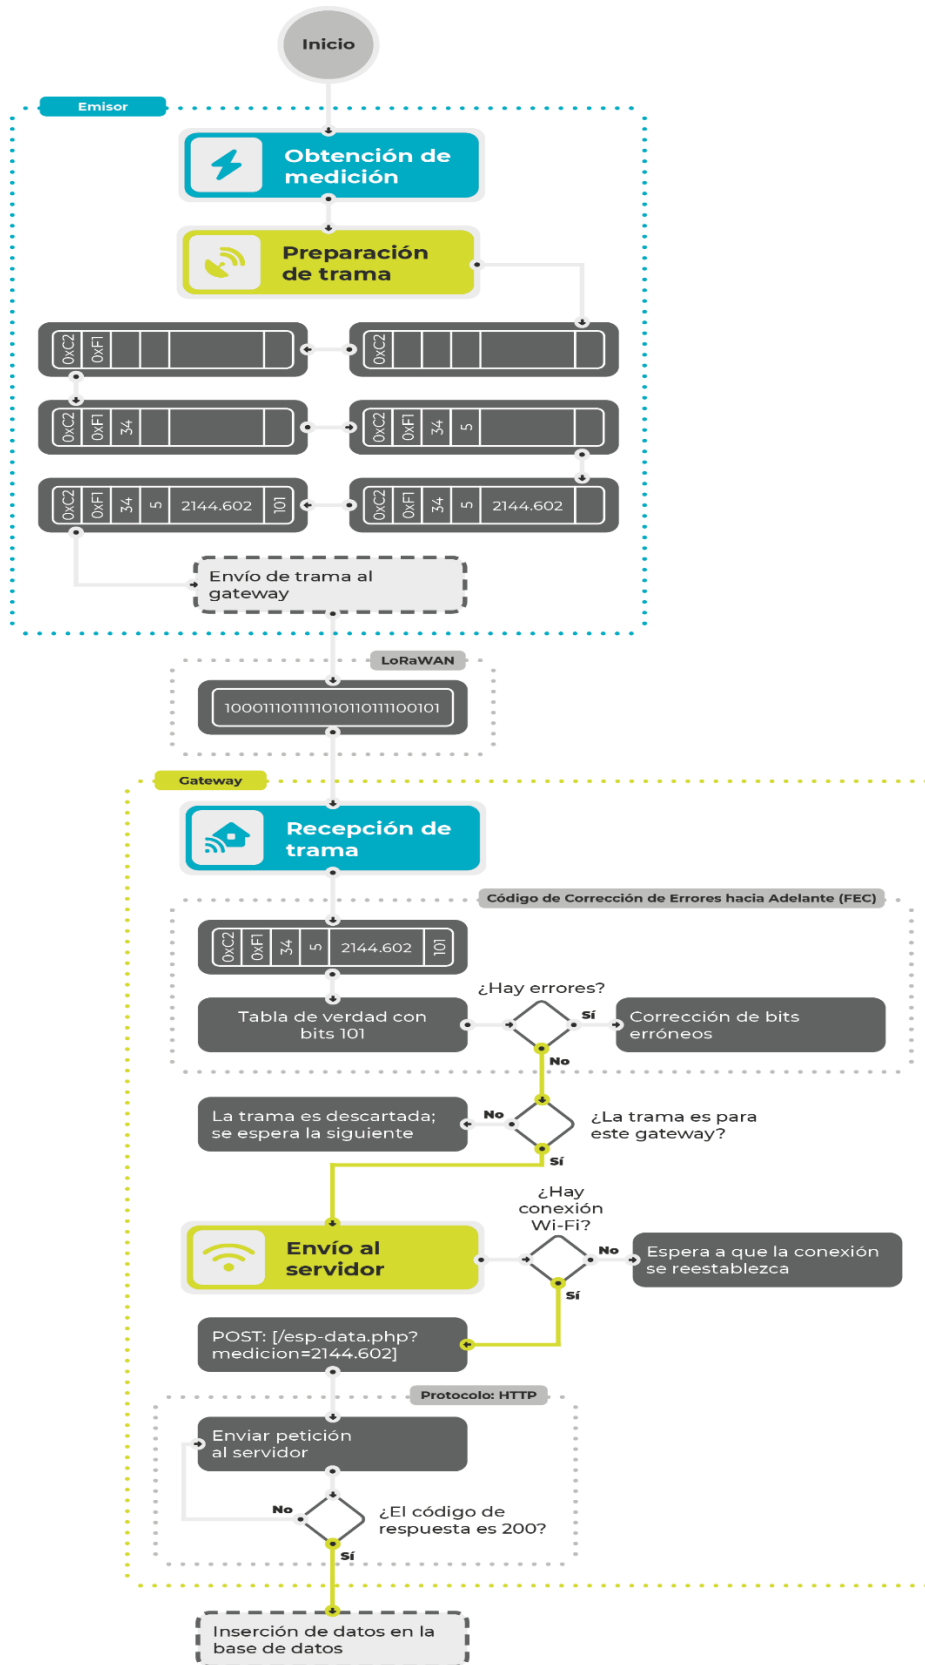 Inicio
Emisor
Obtención de
medición
Preparación
de trama
0xC2 0xF1
0xC2
0xC2 0xF1 34
0xC2 0xF1 34 5
0xC2 0xF1 34 5 2144.602 101
0xC2 0xF1 34 5 2144.602
Envío de trama al
gateway
LoRaWAN
1000111011111010110111100101
Gateway
Recepción de
trama
Código de Corrección de Errores hacia Adelante (FEC)
0xC2 0xF1 34 5 2144.602 101
¿Hay errores?
Tabla de verdad con
bits 101
Sí
Corrección de bits
erróneos
No
La trama es descartada;
se espera la siguiente
No
¿La trama es para
este gateway?
Sí
¿Hay
conexión
Wi-Fi?
Envío al
servidor
No
Espera a que la conexión
se reestablezca
Sí
POST: [/esp-data.php?
medicion=2144.602]
Protocolo: HTTP
Enviar petición
al servidor
No
¿El código de
respuesta es 200?
Sí
Inserción de datos en la
base de datos